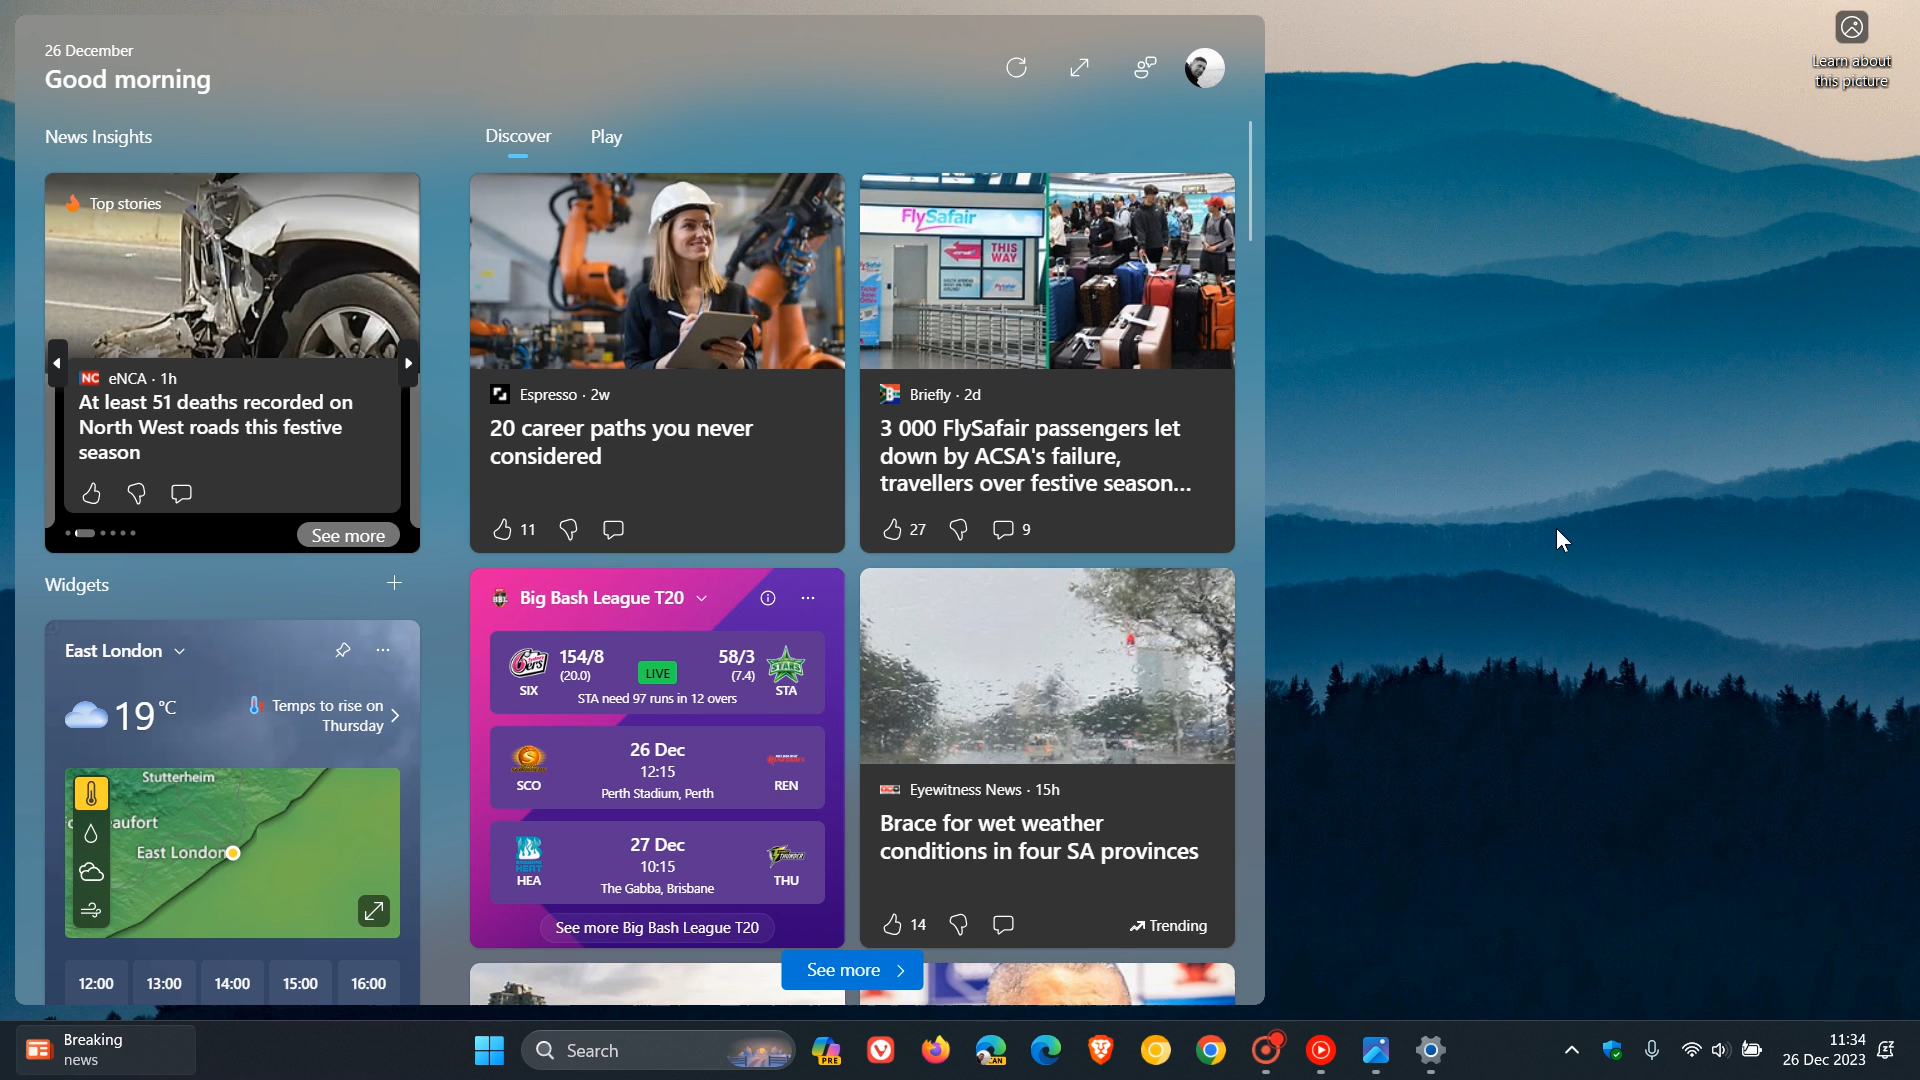 26 December
Good morning
News Insights
Discover
Play
Top stories
eNCA · 1h
At least 51 deaths recorded on
North West roads this festive
season
See more
FlySafair
THIS
WAY
Espresso · 2w
20 career paths you never
considered
11
Briefly · 2d
3 000 FlySafair passengers let
down by ACSA's failure,
travellers over festive season...
27
9
Widgets
East London
19 °C
Temps to rise on
Thursday
Stutterheim
aufort
East London
12:00
13:00
14:00
15:00
16:00
Big Bash League T20
6ers
SIX
154/8
(20.0)
LIVE
58/3
(7.4)
STARS
STA
STA need 97 runs in 12 overs
SCO
26 Dec
12:15
Perth Stadium, Perth
REN
HEAT
HEA
27 Dec
10:15
The Gabba, Brisbane
THUNDER
THU
See more Big Bash League T20
Eyewitness News · 15h
Brace for wet weather
conditions in four SA provinces
14
Trending
See more
Learn about
this picture
Breaking
news
Search
PRE
CAN
11:34
26 Dec 2023